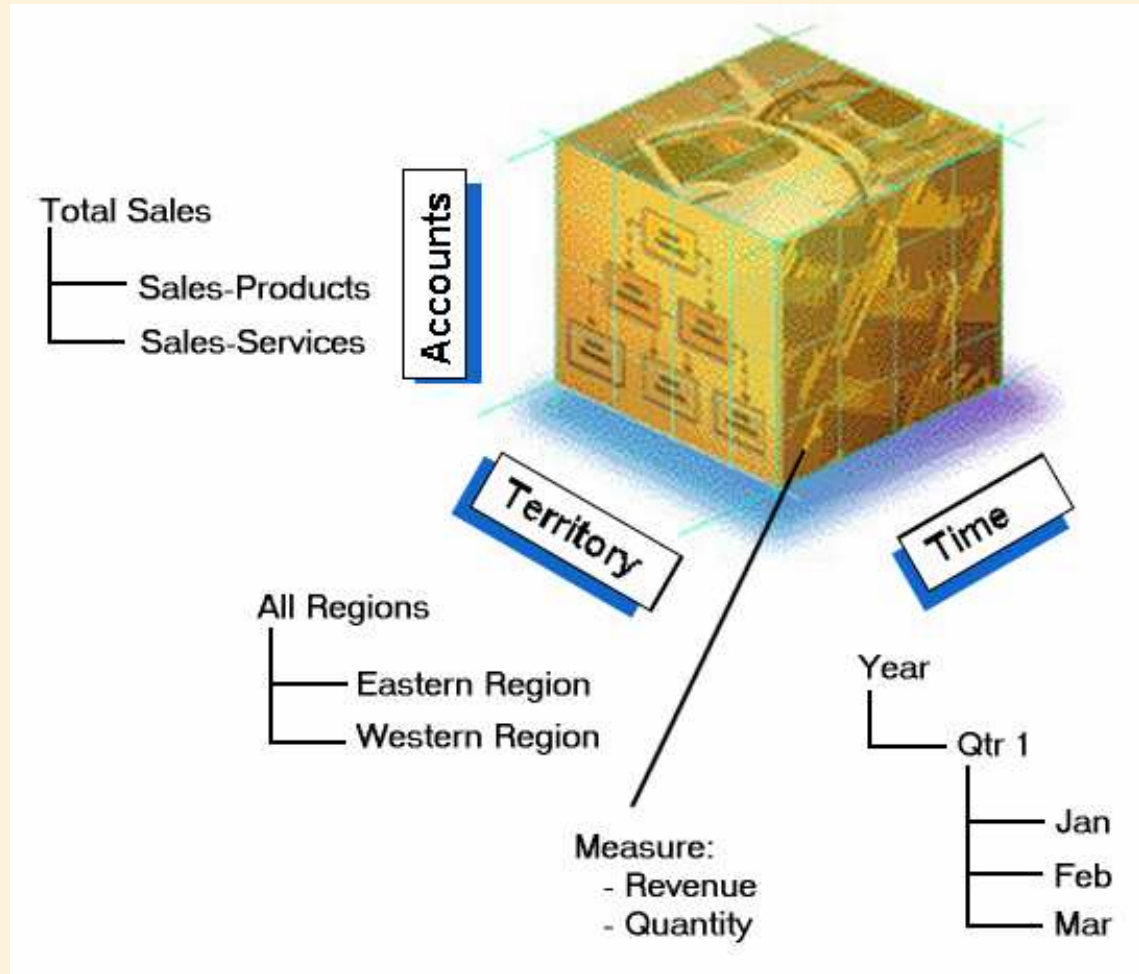 Total Sales
Sales-Products
Sales-Services
Accounts
Territory
Time
All Regions
Eastern Region
Western Region
Year
Qtr 1
Jan
Feb
Mar
Measure:
- Revenue
- Quantity